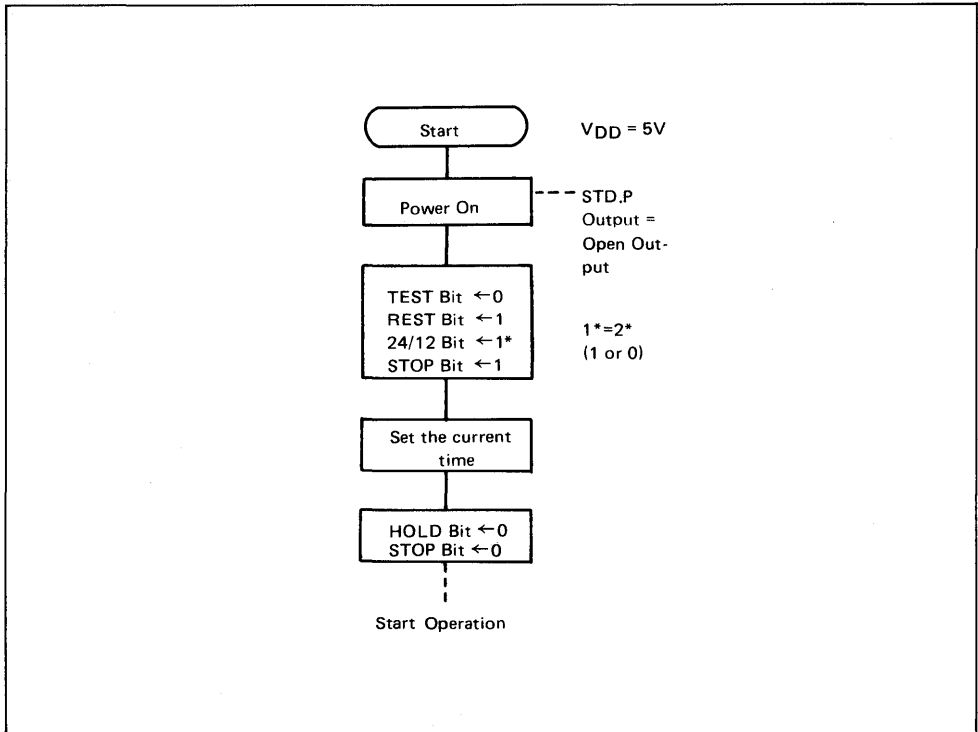 Start
V DD = 5V
Power On
STD.P
Output =
Open Out-
put
TEST Bit ←0
REST Bit ←1
24/12 Bit ←1*
STOP Bit ←1
1*=2*
(1 or 0)
Set the current
time
HOLD Bit ←0
STOP Bit ←0
Start Operation